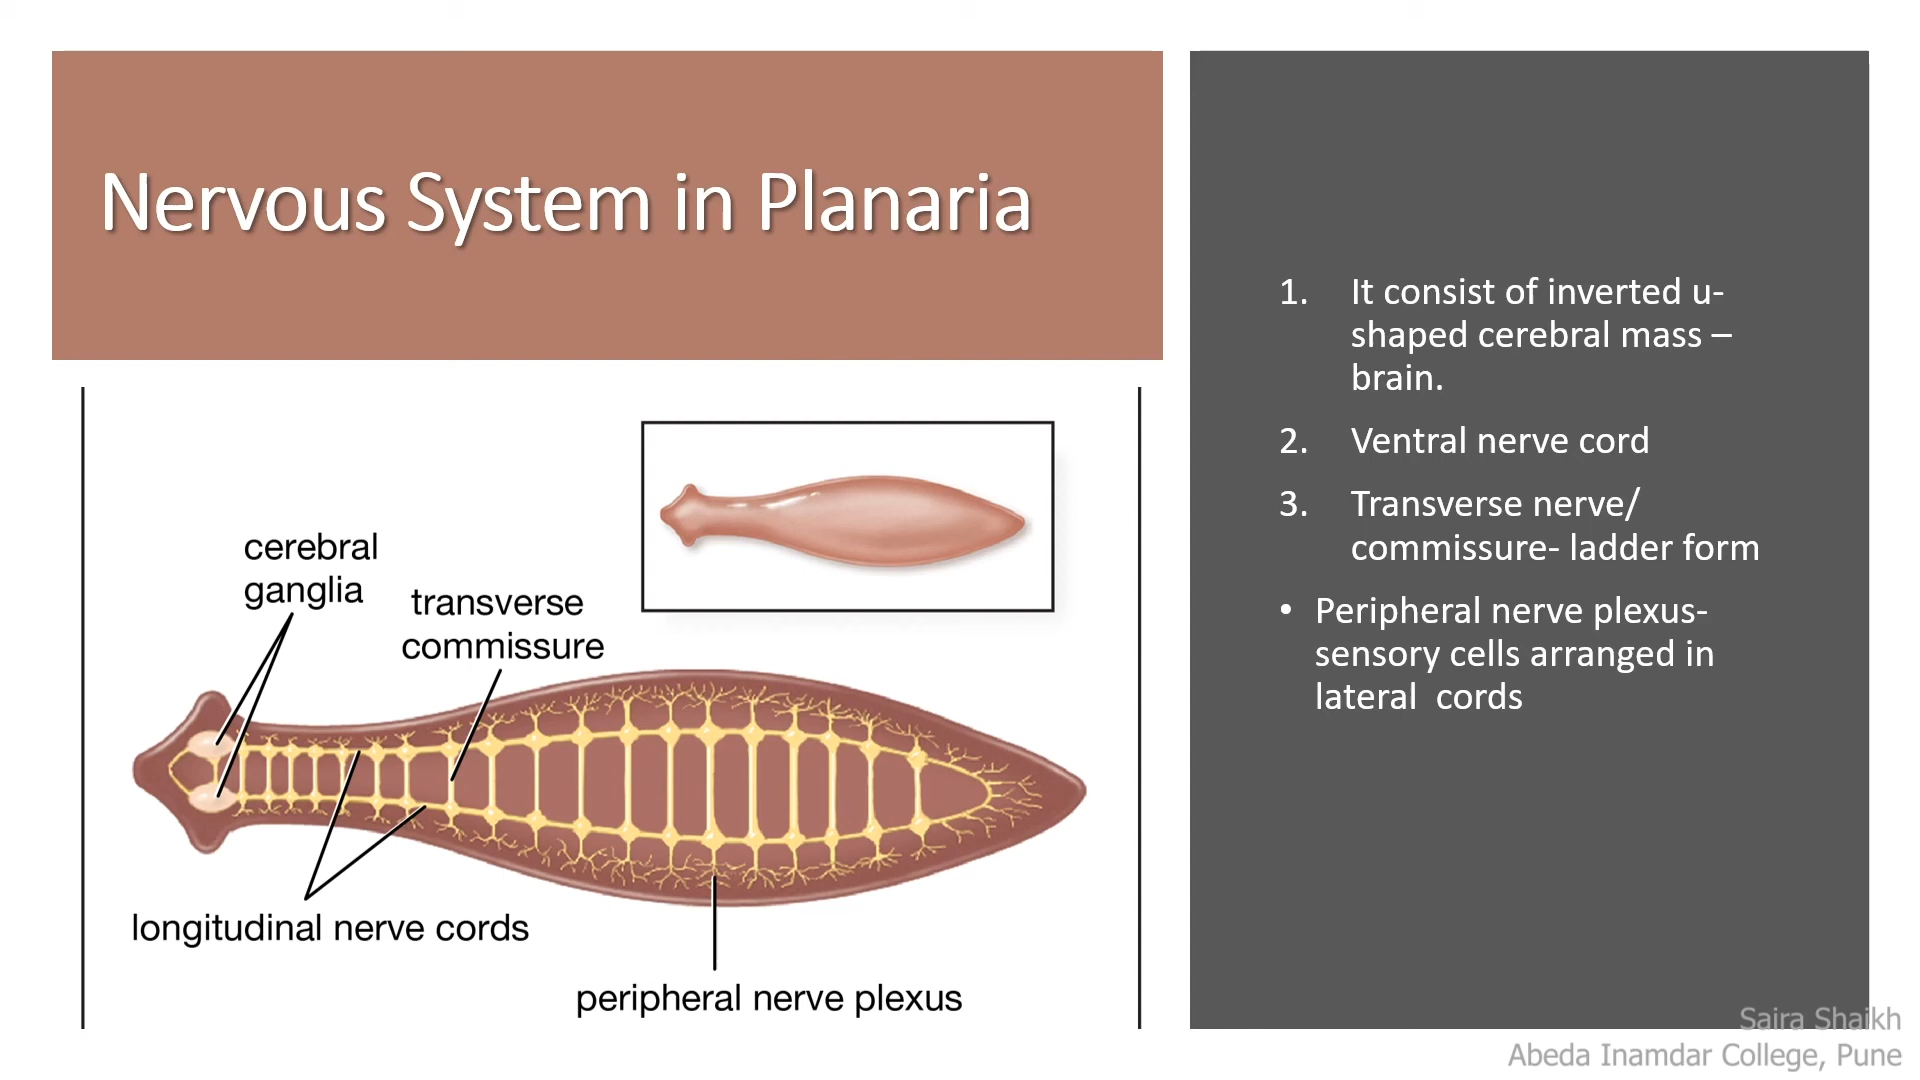 Nervous System in Planaria
1. It consist of inverted u-
shaped cerebral mass –
brain.
2. Ventral nerve cord
3. Transverse nerve/
commissure- ladder form
• Peripheral nerve plexus-
sensory cells arranged in
lateral cords
cerebral
ganglia
transverse
commissure
longitudinal nerve cords
peripheral nerve plexus
Saira Shaikh
Abeda Inamdar College, Pune